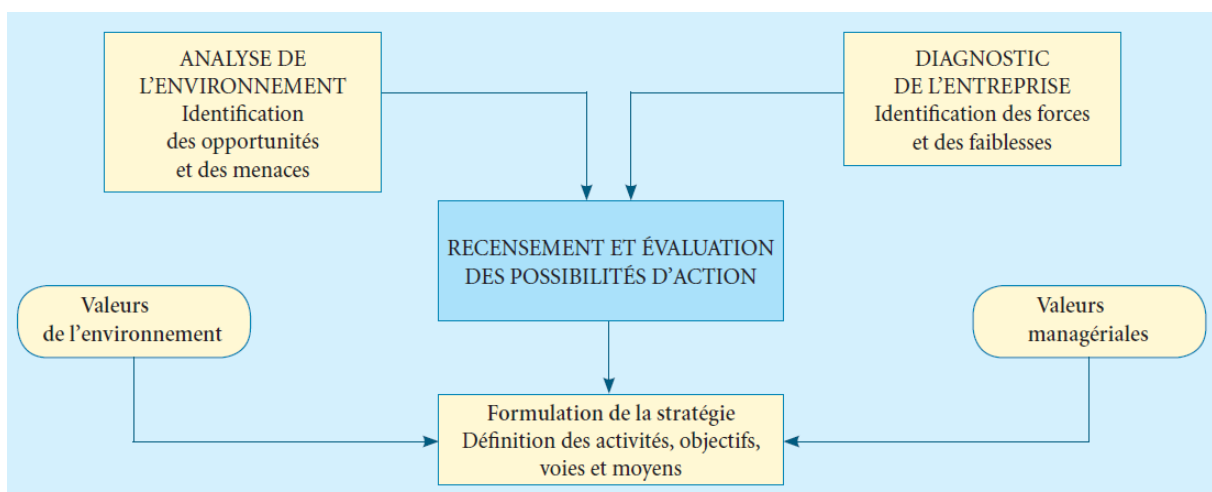 ANALYSE DE
L’ENVIRONNEMENT
Identification
des opportunités
et des menaces
DIAGNOSTIC
DE L’ENTREPRISE
Identification des forces
et des faiblesses
RECENSEMENT ET ÉVALUATION
DES POSSIBILITÉS D’ACTION
Valeurs
de l’environnement
Valeurs
managériales
Formulation de la stratégie
Définition des activités, objectifs,
voies et moyens